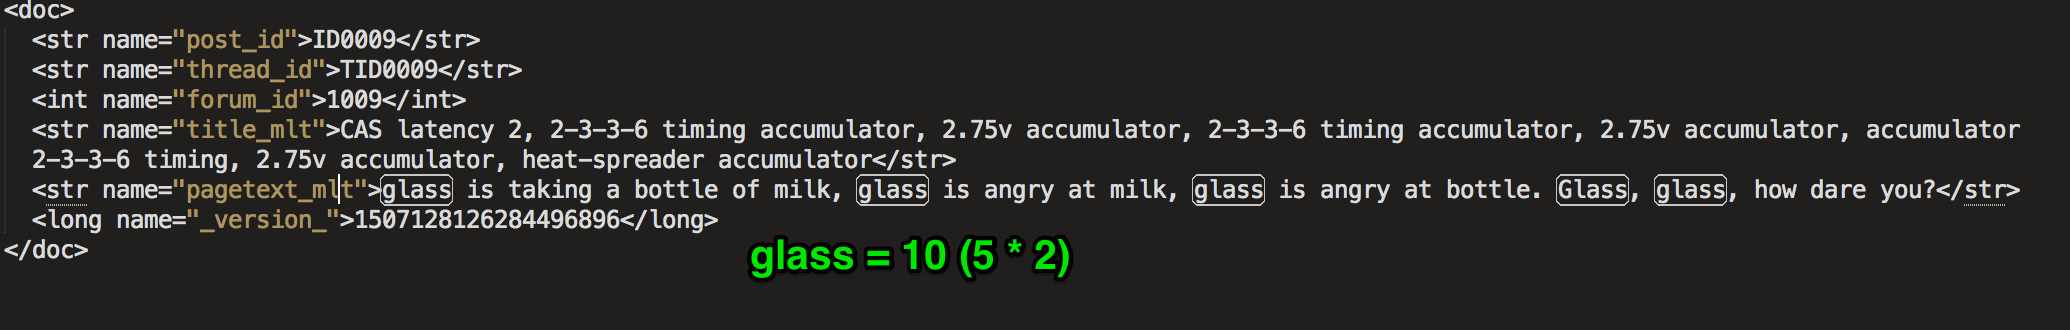 <doc>
<str name="post_id">ID0009</str>
<str name="thread_id">TID0009</str>
<int name="forum_id">1009</int>
<str name="title_mlt">CAS latency 2, 2-3-3-6 timing accumulator, 2.75v accumulator, 2-3-3-6 timing accumulator, 2.75v accumulator, accumulator
2-3-3-6 timing, 2.75v accumulator, heat-spreader accumulator</str>
<str name="pagetext_mlt">glass is taking a bottle of milk, glass is angry at milk, glass is angry at bottle. Glass, glass, how dare you?</str>
<long name="_version_">1507128126284496896</long>
</doc>
glass = 10 (5 * 2)